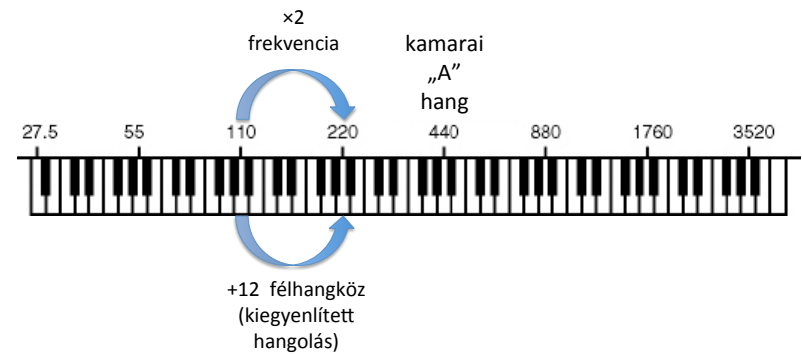 ×2
frekvencia
kamarai
„A”
hang
27.5 55 110 220 440 880 1760 3520
+12 félhangköz
(kiegyenlített
hangolás)